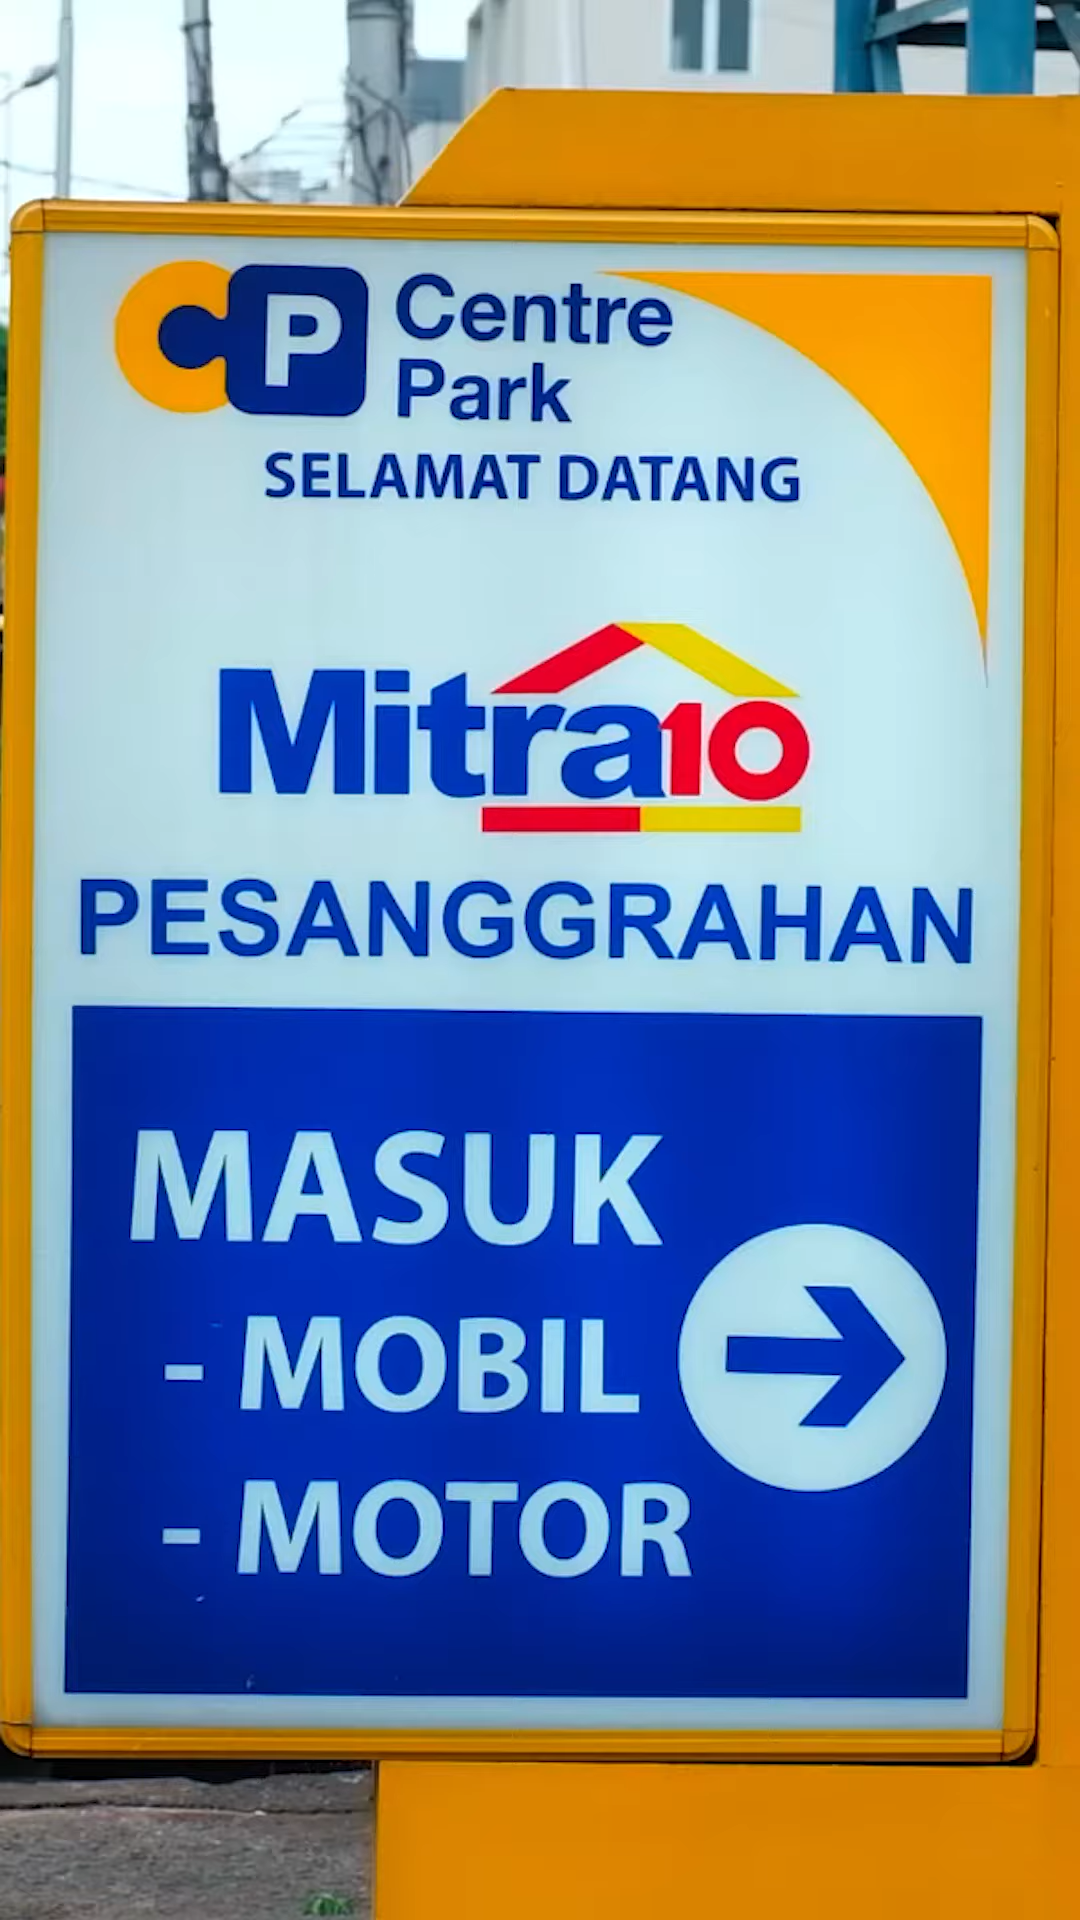 CP Centre
Park
SELAMAT DATANG
Mitra10
PESANGGRAHAN
MASUK
- MOBIL
- MOTOR